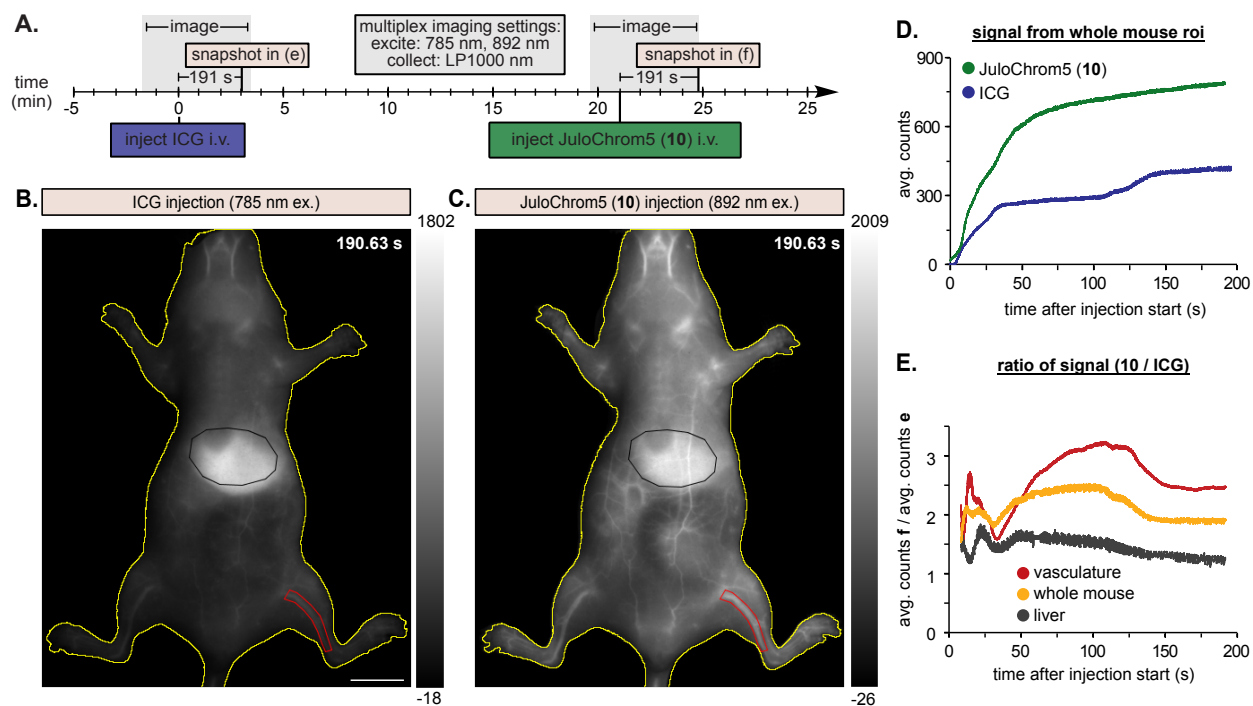 A.
image
image
multiplex imaging settings:
excite: 785 nm, 892 nm
collect: LP1000 nm
snapshot in (e)
snapshot in (f)
191 s
191 s
time
(min)
-5
0
5
10
15
20
25
25
inject ICG i.v.
inject JuloChrom5 (10) i.v.
B.
ICG injection (785 nm ex.)
1802
190.63 s
-18
C.
JuloChrom5 (10) injection (892 nm ex.)
2009
190.63 s
-26
D.
signal from whole mouse roi
900
600
300
0
avg. counts
JuloChrom5 (10)
ICG
0
50
100
150
200
time after injection start (s)
E.
ratio of signal (10 / ICG)
avg. counts f / avg. counts e
3
2
1
0
vasculature
whole mouse
liver
0
50
100
150
200
time after injection start (s)